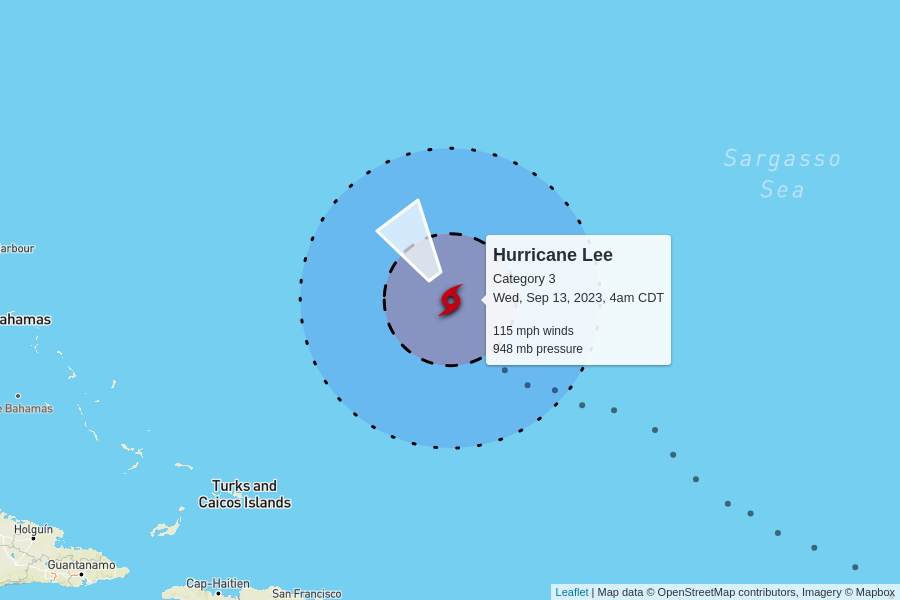 Sargasso
Sea
arbour
Hurricane Lee
Category 3
Wed, Sep 13, 2023, 4am CDT
115 mph winds
948 mb pressure
ahamas
e Bahamas
Turks and
Caicos Islands
Holguín
Guantanamo
Cap-Haitien
San Francisco
Leaflet | Map data © OpenStreetMap contributors, Imagery © Mapbox